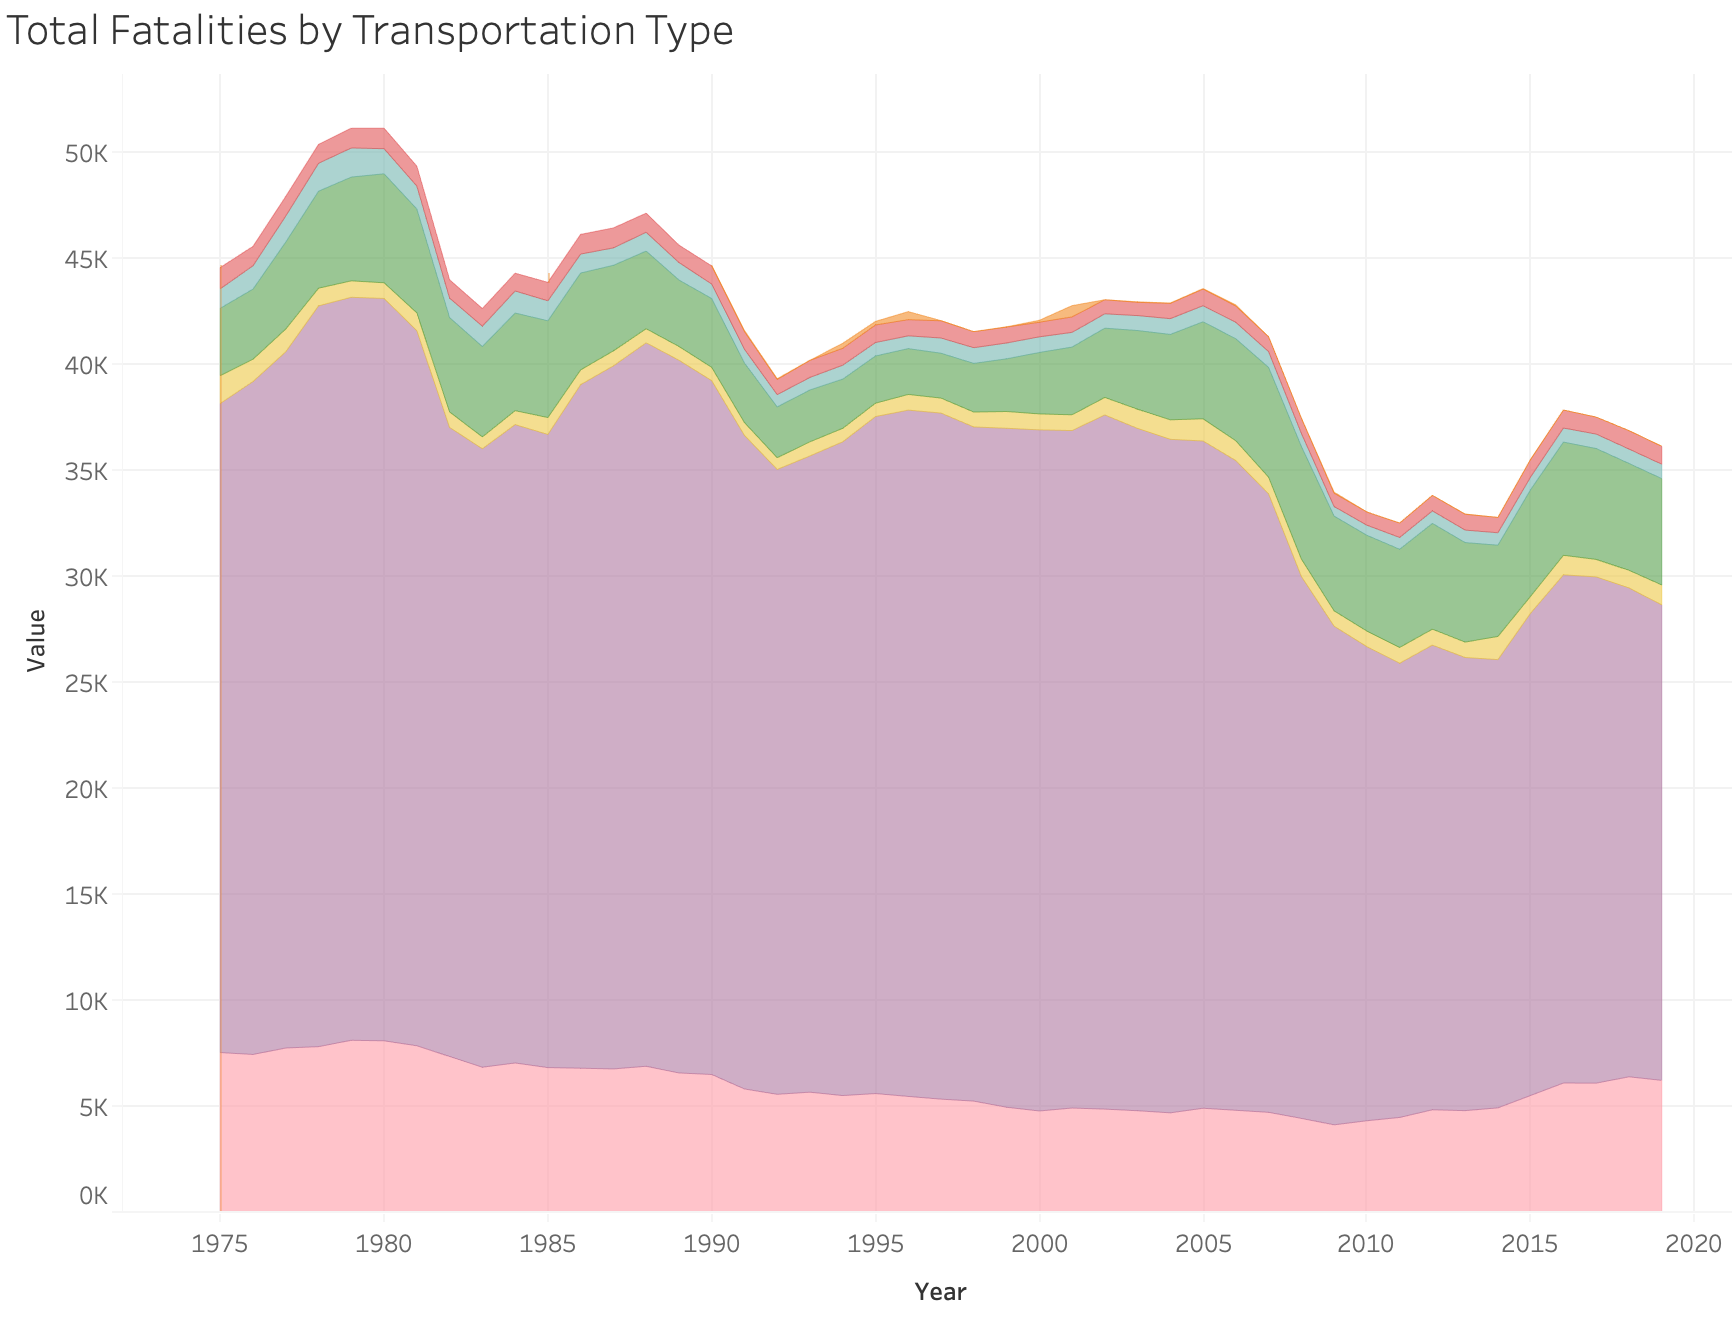 Total Fatalities by Transportation Type
50K
45K
40K
35K
30K
25K
20K
15K
10K
5K
0K
Value
1975 1980 1985 1990 1995 2000 2005 2010 2015 2020
Year